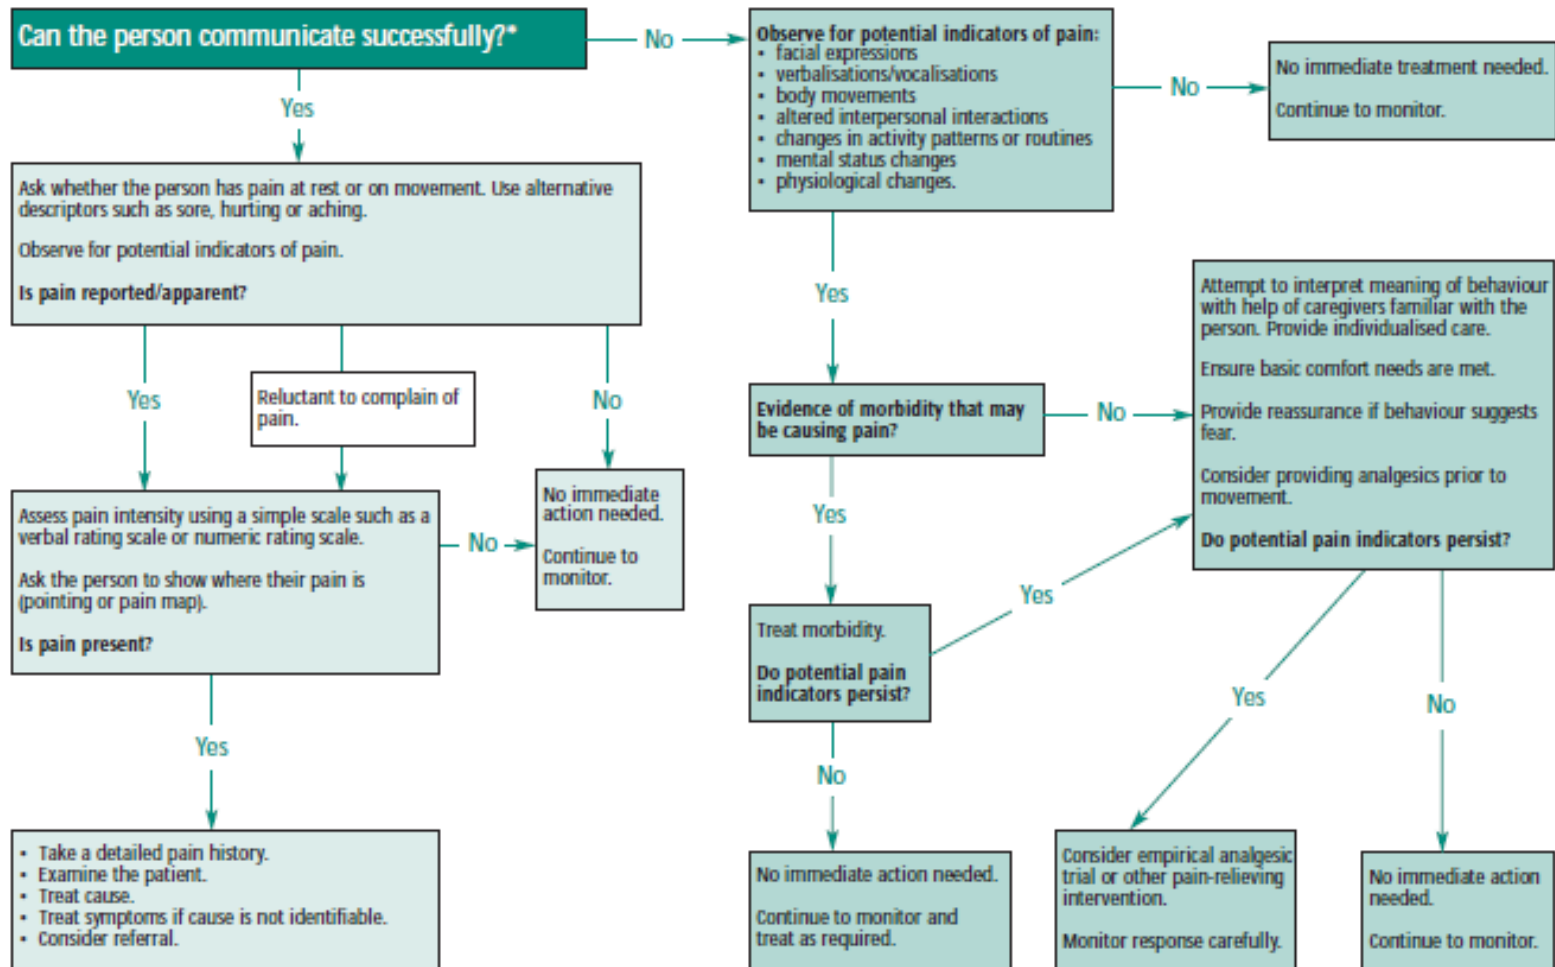 Can the person communicate successfully?*
No
Yes
Observe for potential indicators of pain:
• facial expressions
• verbalisations/vocalisations
• body movements
• altered interpersonal interactions
• changes in activity patterns or routines
• mental status changes
• physiological changes.
No
No immediate treatment needed.
Continue to monitor.
Ask whether the person has pain at rest or on movement. Use alternative
descriptors such as sore, hurting or aching.
Observe for potential indicators of pain.
Is pain reported/apparent?
Yes
Reluctant to complain of
pain.
No
Assess pain intensity using a simple scale such as a
verbal rating scale or numeric rating scale.
Ask the person to show where their pain is
(pointing or pain map).
Is pain present?
No
No immediate
action needed.
Continue to
monitor.
Yes
• Take a detailed pain history.
• Examine the patient.
• Treat cause.
• Treat symptoms if cause is not identifiable.
• Consider referral.
Yes
Evidence of morbidity that may
be causing pain?
No
Attempt to interpret meaning of behaviour
with help of caregivers familiar with the
person. Provide individualised care.
Ensure basic comfort needs are met.
Provide reassurance if behaviour suggests
fear.
Consider providing analgesics prior to
movement.
Do potential pain indicators persist?
Yes
Treat morbidity.
Do potential pain
indicators persist?
Yes
No
No immediate action needed.
Continue to monitor and
treat as required.
Yes
Consider empirical analgesic
trial or other pain-relieving
intervention.
Monitor response carefully.
No
No immediate action
needed.
Continue to monitor.